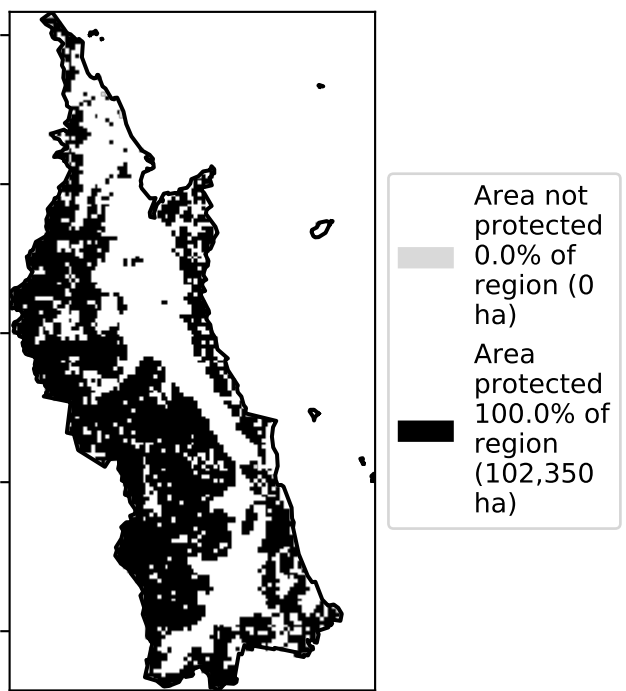 Area not
protected
0.0% of
region (0
ha)
Area
protected
100.0% of
region
(102,350
ha)